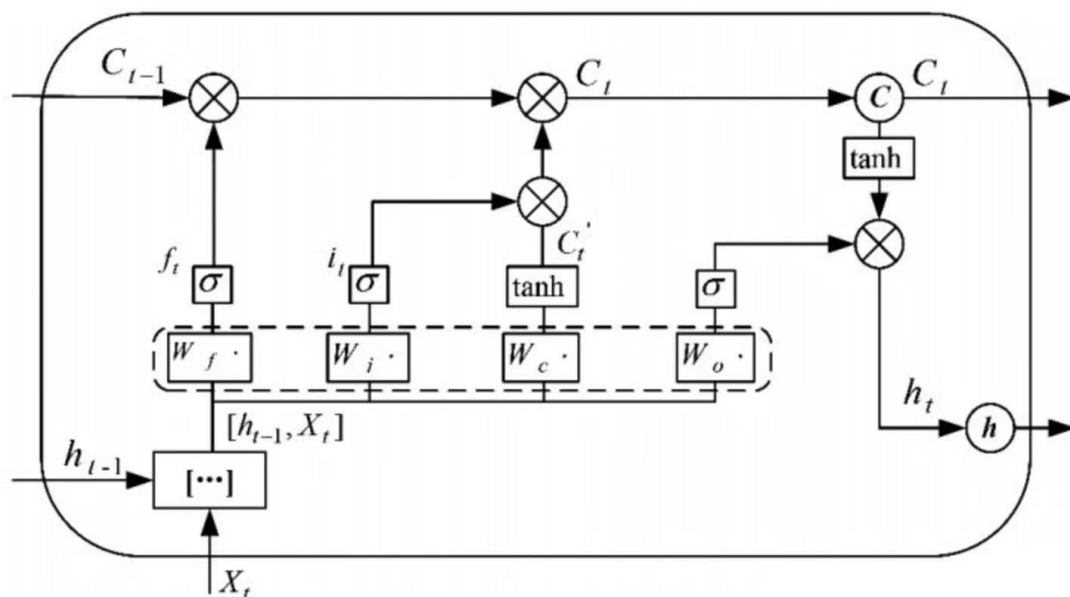 C_{t-1}
C_t
C
C_t
tanh
f_t
σ
i_t
σ
C_t'
tanh
σ
W_f ·
W_i ·
W_c ·
W_o ·
[h_{t-1}, X_t]
h_t
h
h_{t-1}
[···]
X_t